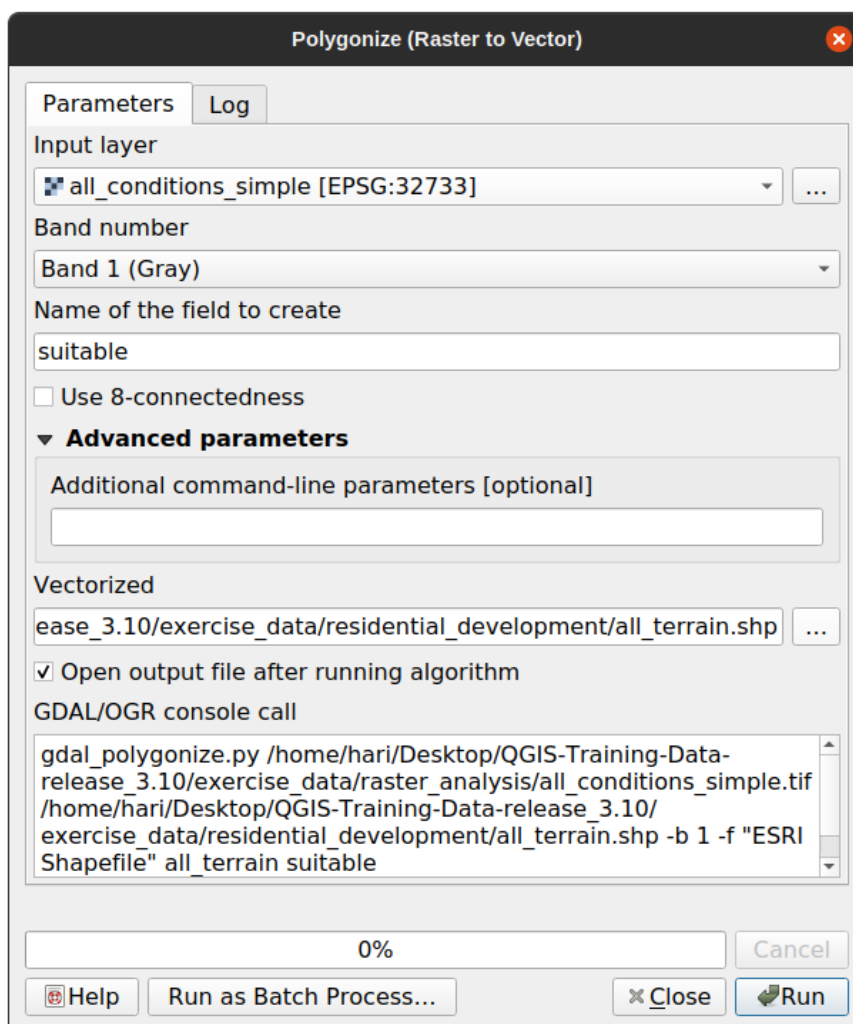 Polygonize (Raster to Vector)
Parameters
Log
Input layer
all_conditions_simple [EPSG:32733]
...
Band number
Band 1 (Gray)
Name of the field to create
suitable
Use 8-connectedness
Advanced parameters
Additional command-line parameters [optional]
Vectorized
ease_3.10/exercise_data/residential_development/all_terrain.shp
...
Open output file after running algorithm
GDAL/OGR console call
gdal_polygonize.py /home/hari/Desktop/QGIS-Training-Data-
release_3.10/exercise_data/raster_analysis/all_conditions_simple.tif
/home/hari/Desktop/QGIS-Training-Data-release_3.10/
exercise_data/residential_development/all_terrain.shp -b 1 -f "ESRI
Shapefile" all_terrain suitable
0%
Cancel
Help
Run as Batch Process...
Close
Run